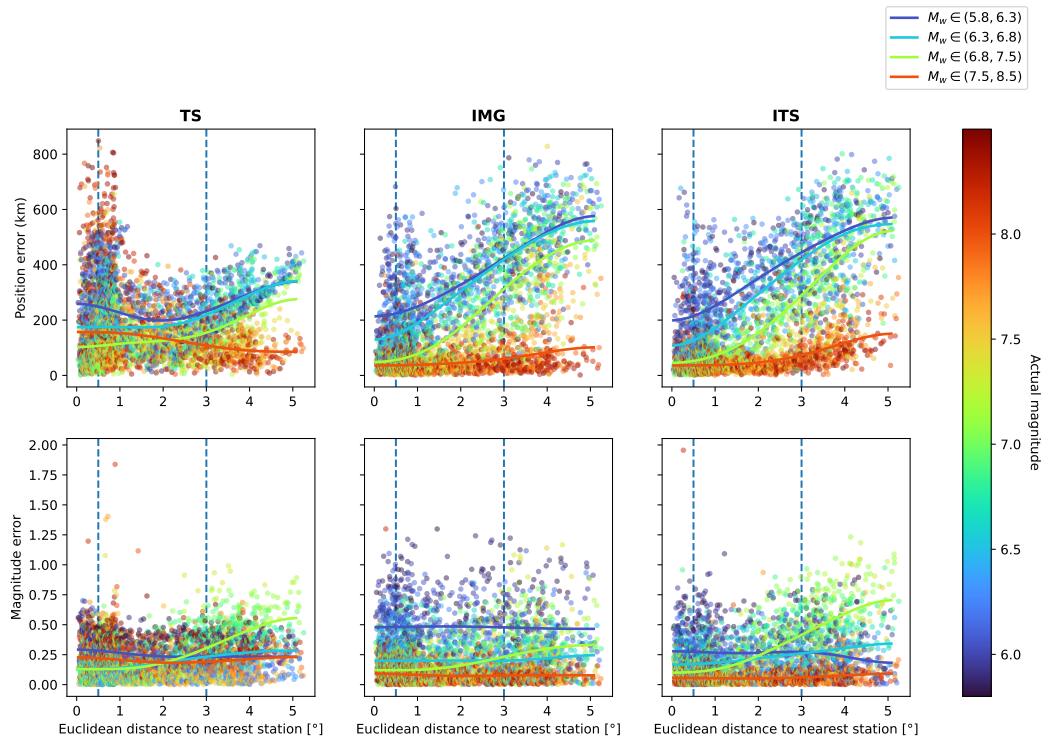 M_w ∈ (5.8, 6.3)
M_w ∈ (6.3, 6.8)
M_w ∈ (6.8, 7.5)
M_w ∈ (7.5, 8.5)
TS IMG ITS
800
600
400
200
0
Position error (km)
0 1 2 3 4 5
0 1 2 3 4 5
0 1 2 3 4 5
2.00
1.75
1.50
1.25
1.00
0.75
0.50
0.25
0.00
Magnitude error
0 1 2 3 4 5
0 1 2 3 4 5
0 1 2 3 4 5
Euclidean distance to nearest station [°]
Euclidean distance to nearest station [°]
Euclidean distance to nearest station [°]
8.0
7.5
7.0
6.5
6.0
Actual magnitude